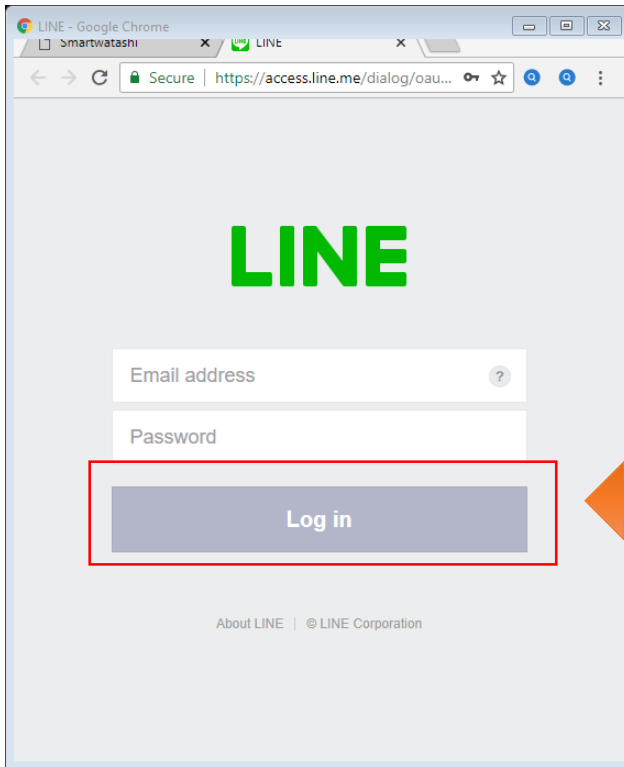 LINE - Google Chrome
Smartwatashi
LINE
Secure | https://access.line.me/dialog/oau...
LINE
Email address
?
Password
Log in
About LINE | © LINE Corporation